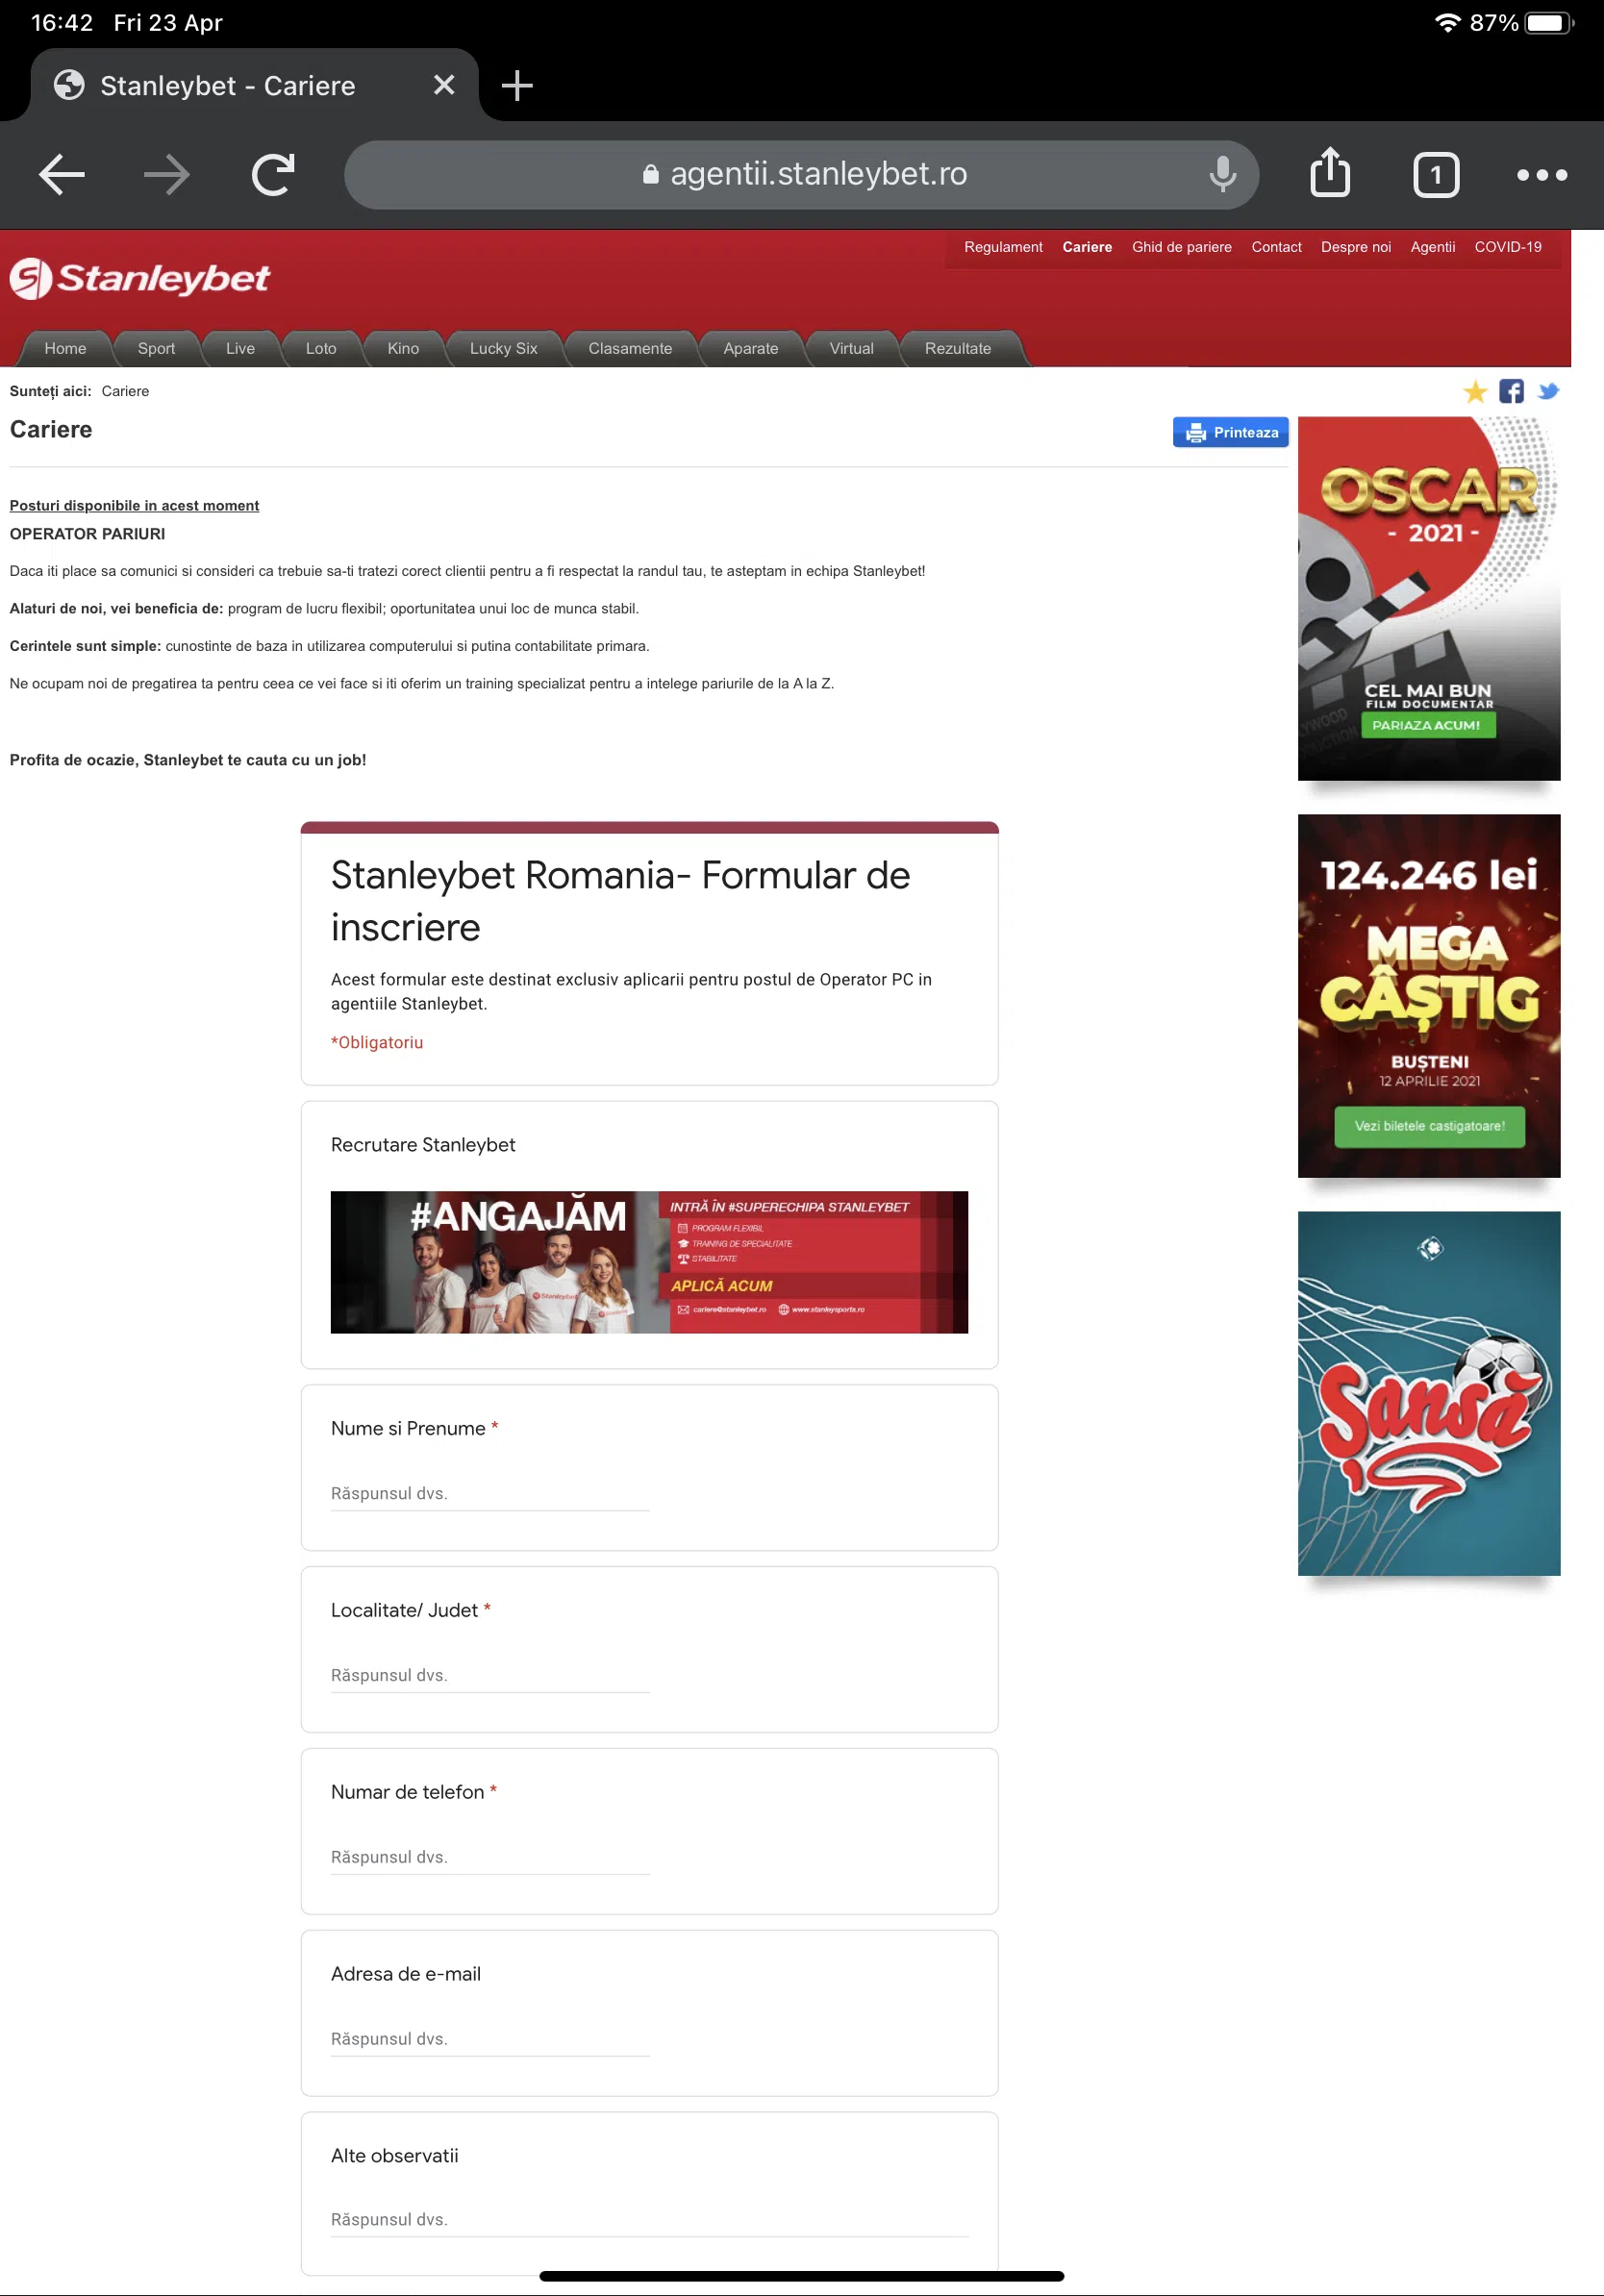 16:42 Fri 23 Apr 87%
Stanleybet - Cariere
agentii.stanleybet.ro
1
Regulament Cariere Ghid de pariere Contact Despre noi Agentii COVID-19
Stanleybet
Home Sport Live Loto Kino Lucky Six Clasamente Aparate Virtual Rezultate
Sunteți aici: Cariere
Cariere
Printeaza
Posturi disponibile in acest moment
OPERATOR PARIURI
Daca iti place sa comunici si consideri ca trebuie sa-ti tratezi corect clientii pentru a fi respectat la randul tau, te asteptam in echipa Stanleybet!
Alaturi de noi, vei beneficia de: program de lucru flexibil; oportunitatea unui loc de munca stabil.
Cerintele sunt simple: cunostinte de baza in utilizarea computerului si putina contabilitate primara.
Ne ocupam noi de pregatirea ta pentru ceea ce vei face si iti oferim un training specializat pentru a intelege pariurile de la A la Z.
Profita de ocazie, Stanleybet te cauta cu un job!
OSCAR
- 2021 -
CEL MAI BUN
FILM DOCUMENTAR
PARIAZA ACUM!
124.246 lei
MEGA
CÂȘTIG
BUȘTENI
12 APRILIE 2021
Vezi biletele castigatoare!
Șansă
Stanleybet Romania- Formular de
inscriere
Acest formular este destinat exclusiv aplicarii pentru postul de Operator PC in
agentiile Stanleybet.
*Obligatoriu
Recrutare Stanleybet
#ANGAJĂM
INTRĂ ÎN #SUPERECHIPA STANLEYBET
PROGRAM FLEXIBIL
TRAINING DE SPECIALITATE
STABILITATE
APLICĂ ACUM
cariere@stanleybet.ro www.stanleysports.ro
Nume si Prenume *
Răspunsul dvs.
Localitate/ Judet *
Răspunsul dvs.
Numar de telefon *
Răspunsul dvs.
Adresa de e-mail
Răspunsul dvs.
Alte observatii
Răspunsul dvs.